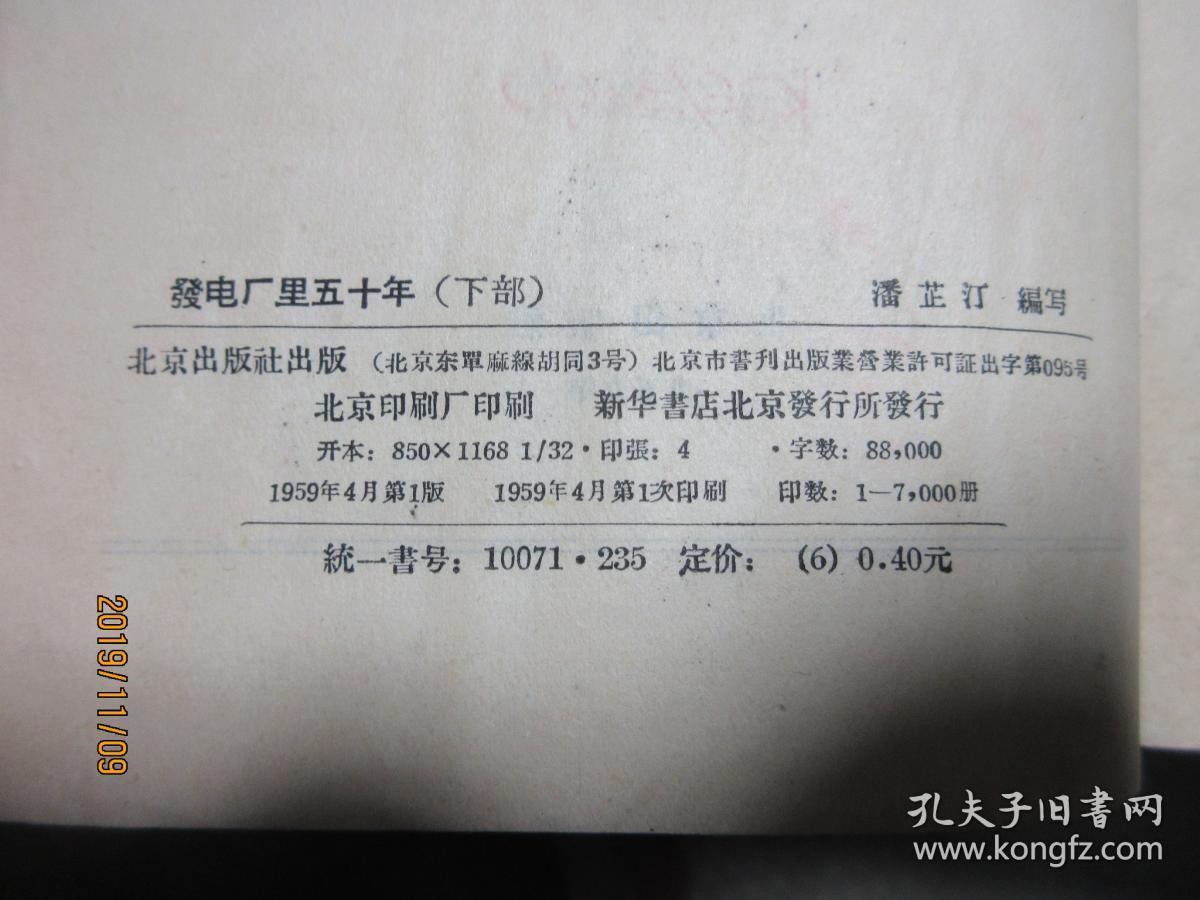 發电厂里五十年（下部） 潘芷汀 編写
北京出版社出版 （北京东單麻線胡同3号）北京市書刊出版業營業許可証出字第095号
北京印刷厂印刷 新华書店北京發行所發行
开本：850×1168 1/32·印張：4 ·字数：88,000
1959年4月第1版 1959年4月第1次印刷 印数：1—7,000册
統一書号：10071·235 定价：(6) 0.40元
2019/11/09
孔夫子旧書网
www.kongfz.com